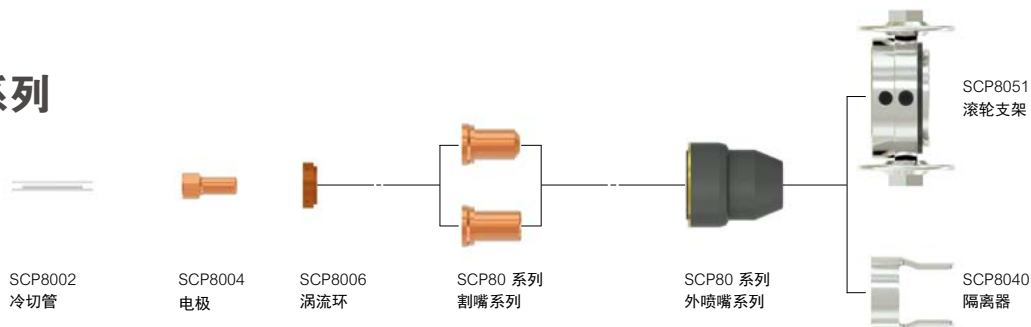 系列
SCP8051
滚轮支架
SCP8002
冷切管
SCP8004
电极
SCP8006
涡流环
SCP80 系列
割嘴系列
SCP80 系列
外喷嘴系列
SCP8040
隔离器